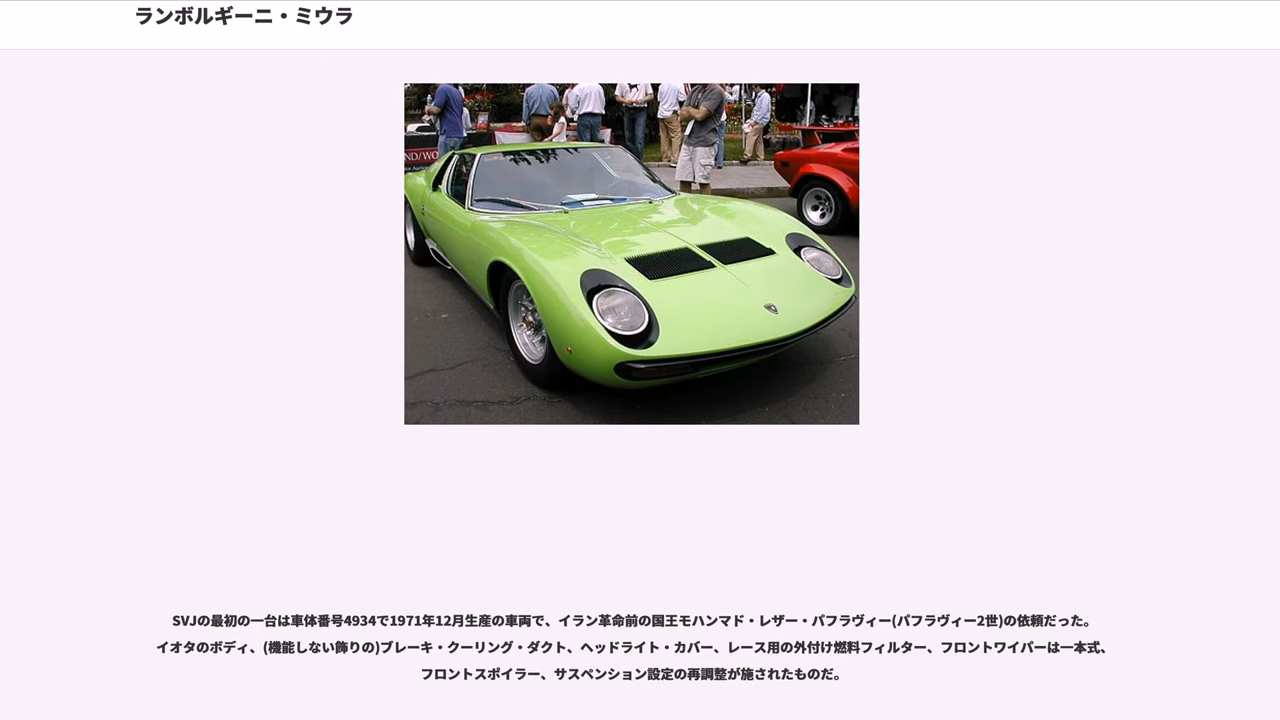 ランボルギーニ・ミウラ
ND/WO
SVJの最初の一台は車体番号4934で1971年12月生産の車両で、イラン革命前の国王モハンマド・レザー・パフラヴィー(パフラヴィー2世)の依頼だった。
イオタのボディ、(機能しない飾りの)ブレーキ・クーリング・ダクト、ヘッドライト・カバー、レース用の外付け燃料フィルター、フロントワイパーは一本式、
フロントスポイラー、サスペンション設定の再調整が施されたものだ。